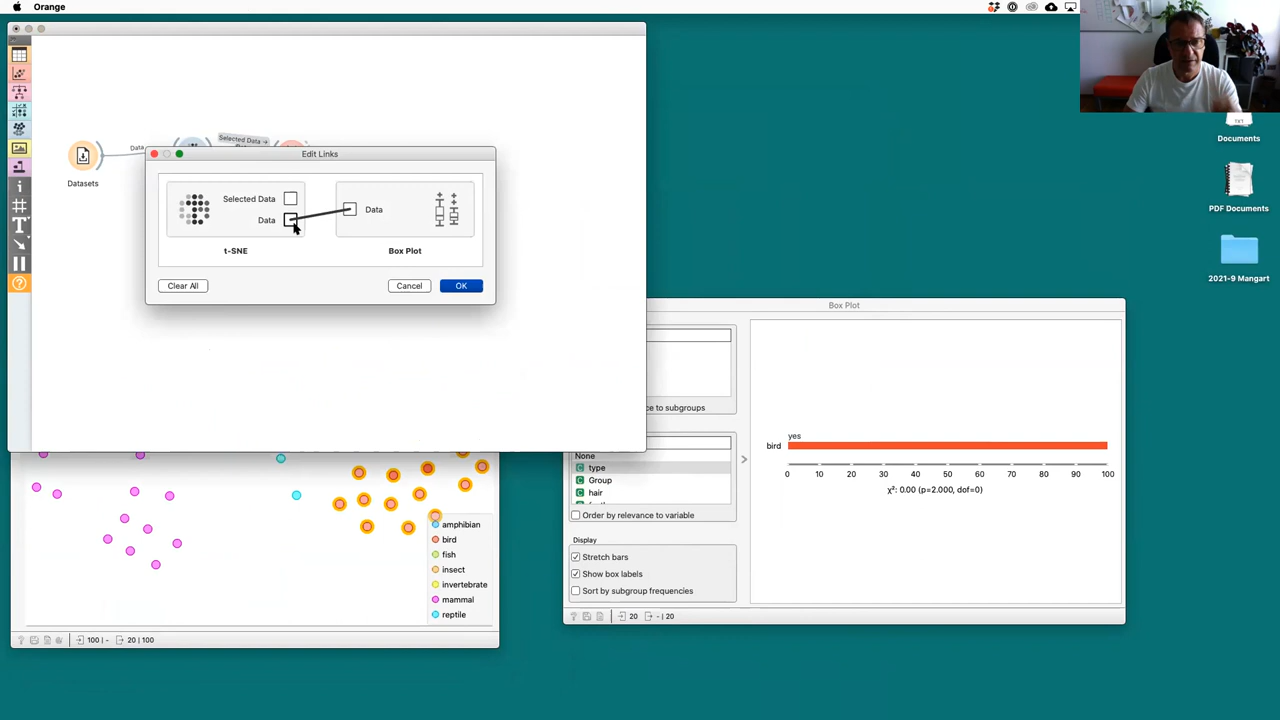 Orange
Data
Selected Data →
Datasets
Edit Links
Selected Data
Data
Data
t-SNE
Box Plot
Clear All
Cancel
OK
Documents
PDF Documents
2021-9 Mangart
Box Plot
ce to subgroups
None
type
Group
hair
Order by relevance to variable
Display
Stretch bars
Show box labels
Sort by subgroup frequencies
20
- | 20
yes
bird
0 10 20 30 40 50 60 70 80 90 100
χ²: 0.00 (p=2.000, dof=0)
amphibian
bird
fish
insect
invertebrate
mammal
reptile
100 | -
20 | 100